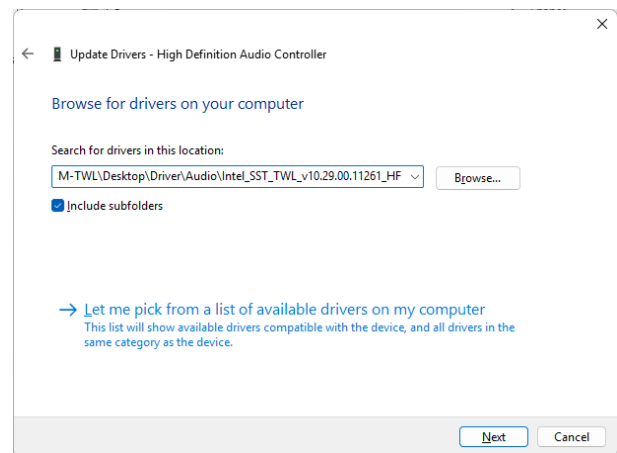 Update Drivers - High Definition Audio Controller
Browse for drivers on your computer
Search for drivers in this location:
M-TWL\Desktop\Driver\Audio\Intel_SST_TWL_v10.29.00.11261_HF
Browse...
Include subfolders
Let me pick from a list of available drivers on my computer
This list will show available drivers compatible with the device, and all drivers in the
same category as the device.
Next Cancel